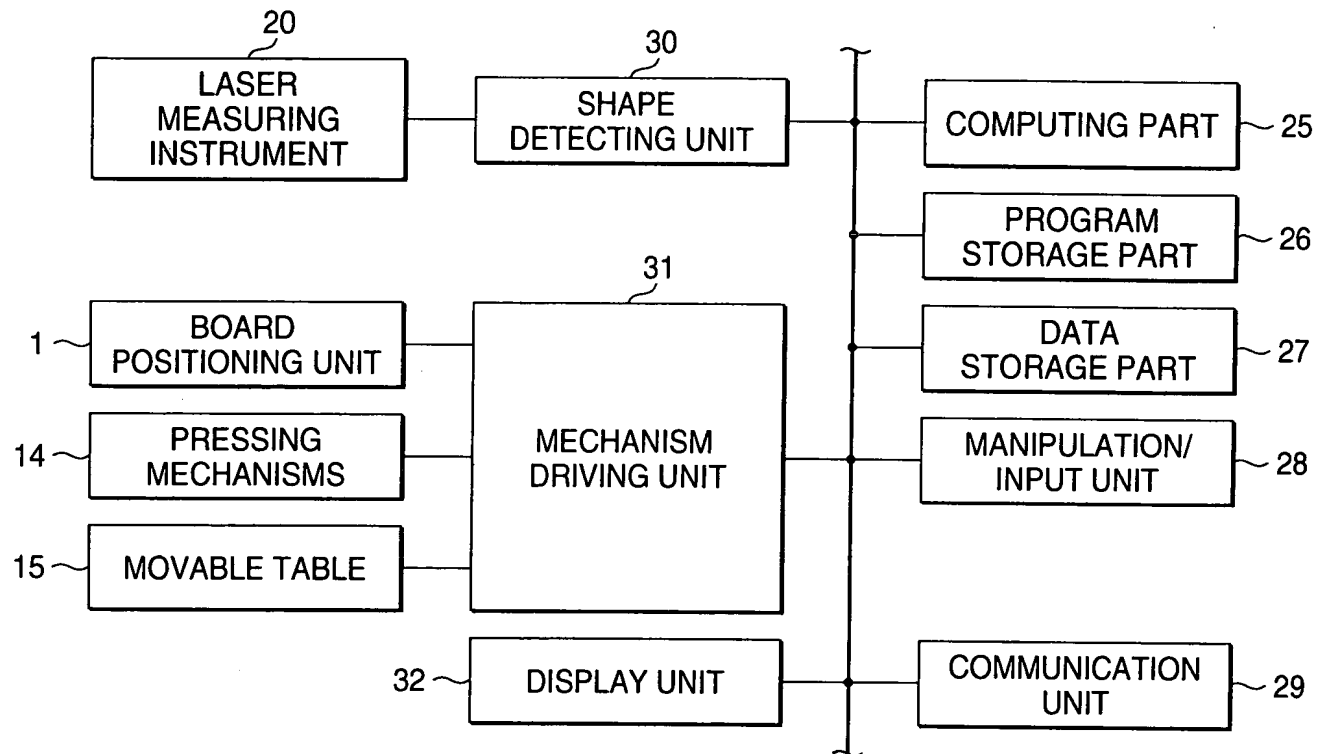 20
LASER
MEASURING
INSTRUMENT
30
SHAPE
DETECTING UNIT
COMPUTING PART
25
PROGRAM
STORAGE PART
26
DATA
STORAGE PART
27
MANIPULATION/
INPUT UNIT
28
COMMUNICATION
UNIT
29
1
BOARD
POSITIONING UNIT
14
PRESSING
MECHANISMS
15
MOVABLE TABLE
31
MECHANISM
DRIVING UNIT
32
DISPLAY UNIT